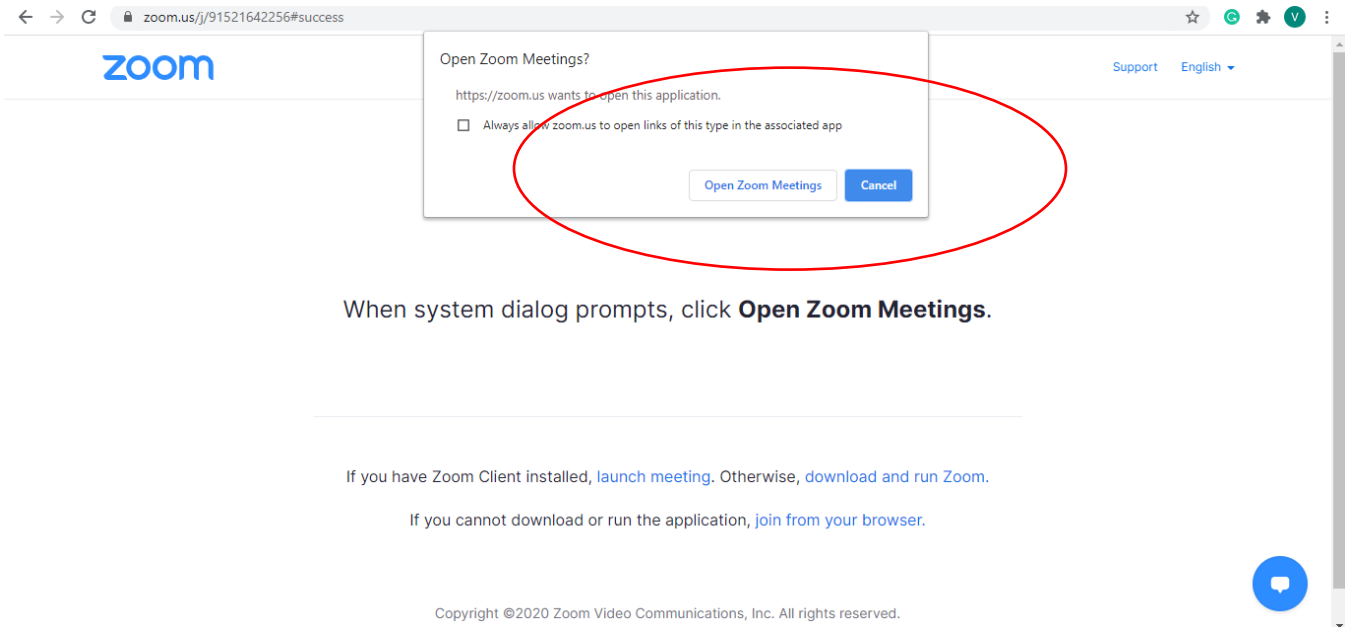 zoom.us/j/91521642256#success
G
V
zoom
Open Zoom Meetings?
Support English
https://zoom.us wants to open this application.
Always allow zoom.us to open links of this type in the associated app
Open Zoom Meetings Cancel
When system dialog prompts, click Open Zoom Meetings.
If you have Zoom Client installed, launch meeting. Otherwise, download and run Zoom.
If you cannot download or run the application, join from your browser.
Copyright ©2020 Zoom Video Communications, Inc. All rights reserved.